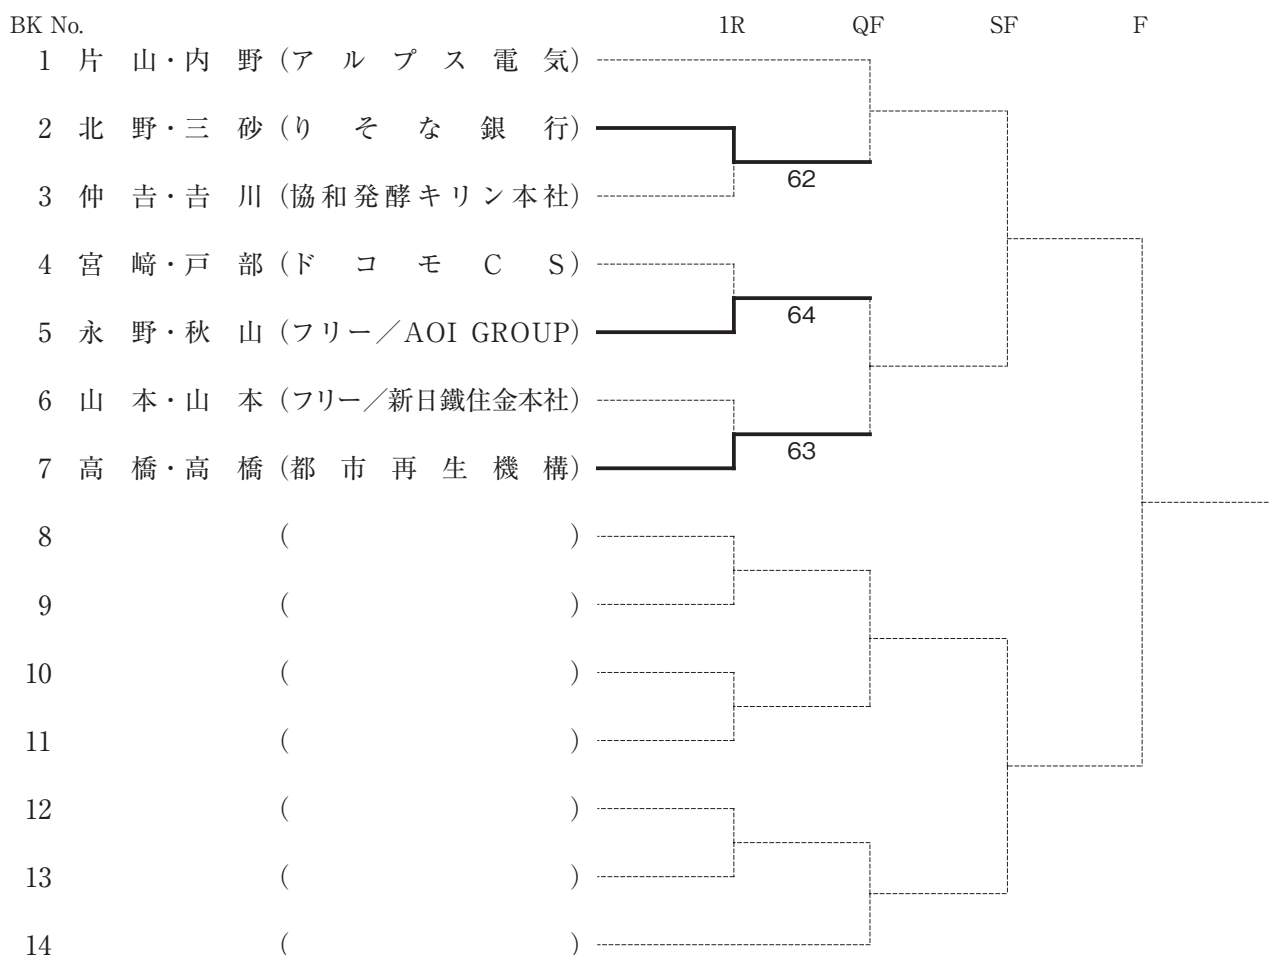 BK No. 1R QF SF F
1 片 山・内 野 (ア ル プ ス 電 気)
2 北 野・三 砂 (り そ な 銀 行)
62
3 仲 𠮷・𠮷 川 (協和発酵キリン本社)
4 宮 﨑・戸 部 (ド コ モ C S)
64
5 永 野・秋 山 (フリー／AOI GROUP)
6 山 本・山 本 (フリー／新日鐵住金本社)
63
7 高 橋・高 橋 (都 市 再 生 機 構)
8 ( )
9 ( )
10 ( )
11 ( )
12 ( )
13 ( )
14 ( )